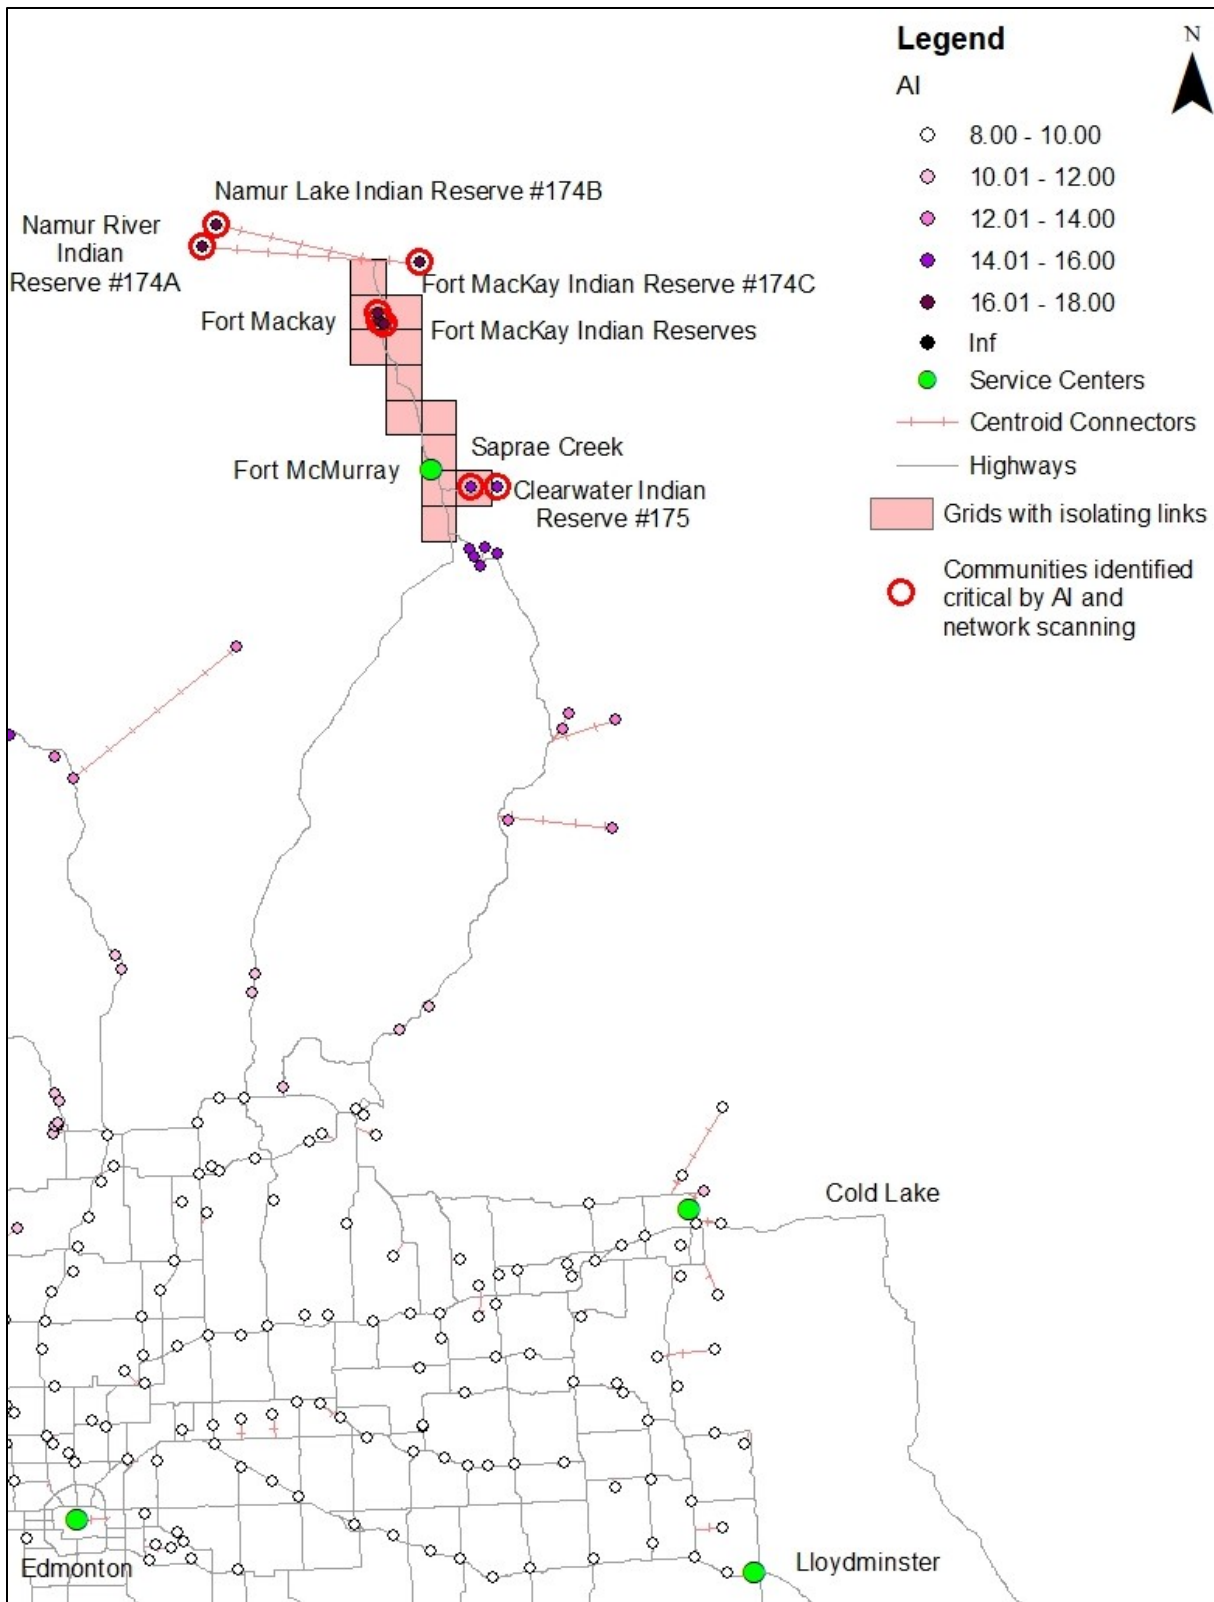 Legend
N
AI
8.00 - 10.00
10.01 - 12.00
12.01 - 14.00
14.01 - 16.00
16.01 - 18.00
Inf
Service Centers
Centroid Connectors
Highways
Grids with isolating links
Communities identified
critical by AI and
network scanning
Namur Lake Indian Reserve #174B
Namur River
Indian
Reserve #174A
Fort MacKay Indian Reserve #174C
Fort Mackay
Fort MacKay Indian Reserves
Saprae Creek
Fort McMurray
Clearwater Indian
Reserve #175
Cold Lake
Edmonton
Lloydminster